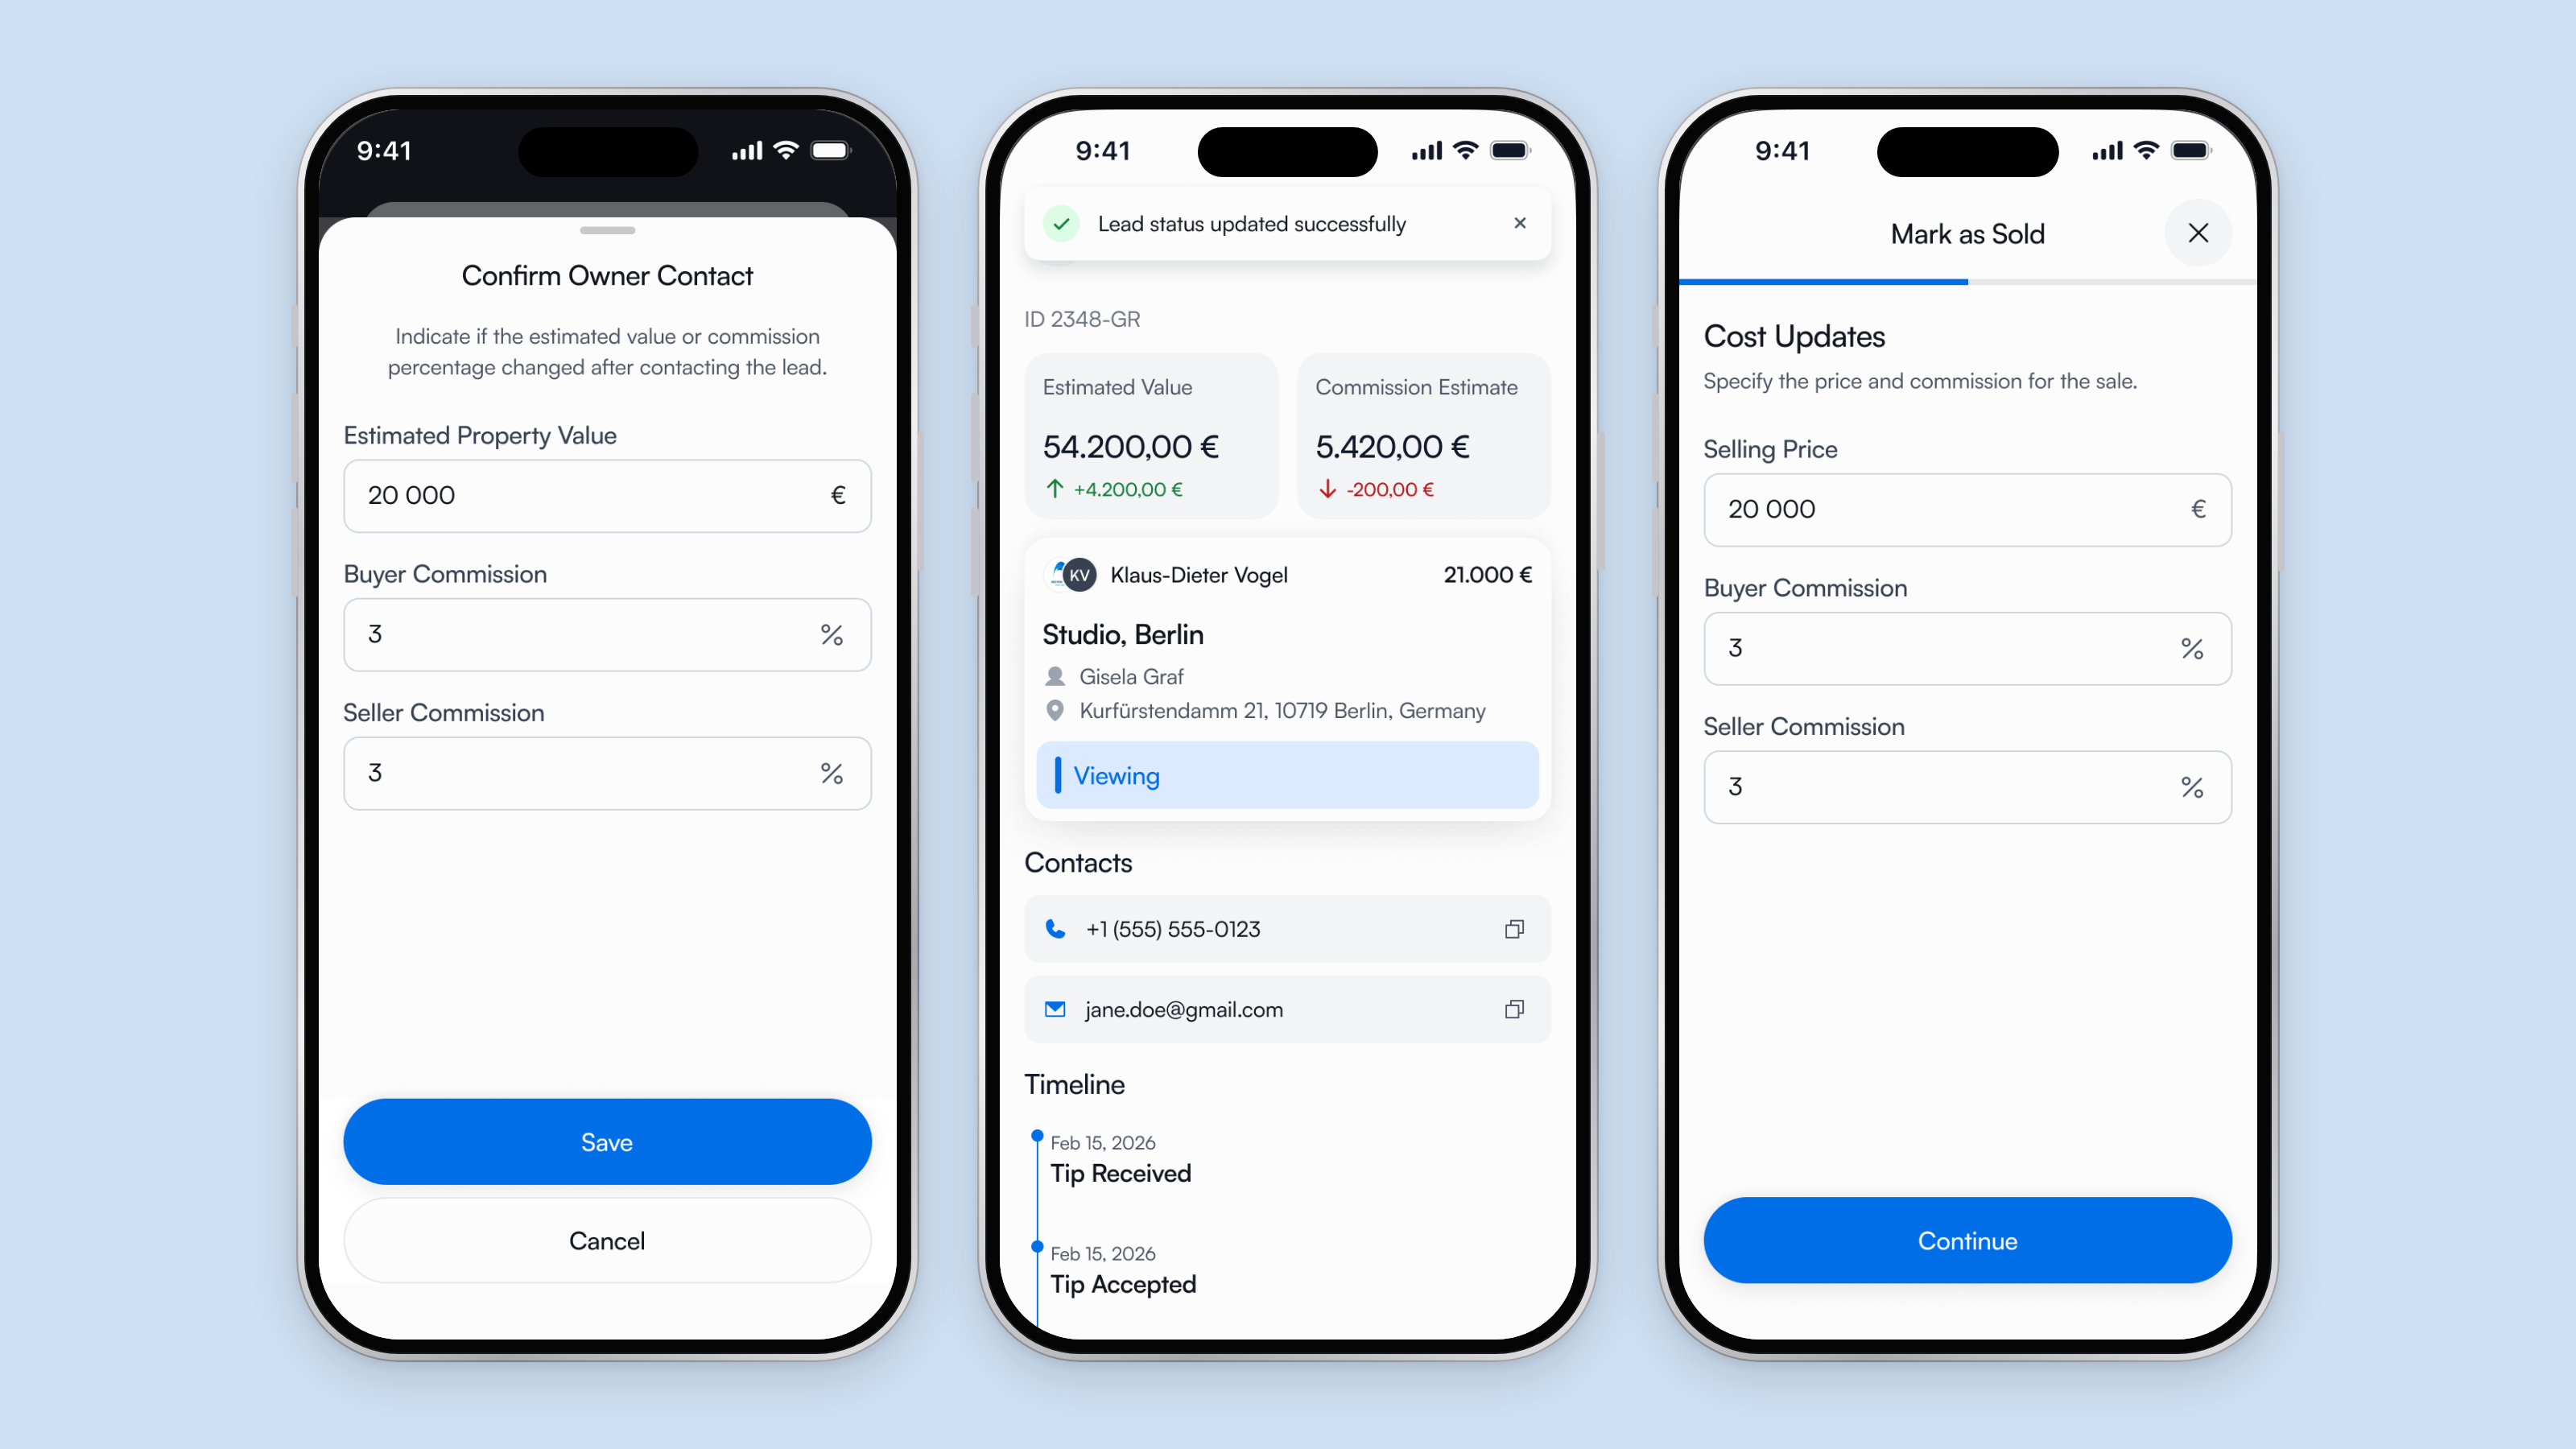 9:41
Confirm Owner Contact
Indicate if the estimated value or commission
percentage changed after contacting the lead.
Estimated Property Value
20 000 €
Buyer Commission
3 %
Seller Commission
3 %
Save
Cancel
9:41
Lead status updated successfully
ID 2348-GR
Estimated Value
54.200,00 €
+4.200,00 €
Commission Estimate
5.420,00 €
-200,00 €
KV Klaus-Dieter Vogel 21.000 €
Studio, Berlin
Gisela Graf
Kurfürstendamm 21, 10719 Berlin, Germany
Viewing
Contacts
+1 (555) 555-0123
jane.doe@gmail.com
Timeline
Feb 15, 2026
Tip Received
Feb 15, 2026
Tip Accepted
9:41
Mark as Sold
Cost Updates
Specify the price and commission for the sale.
Selling Price
20 000 €
Buyer Commission
3 %
Seller Commission
3 %
Continue